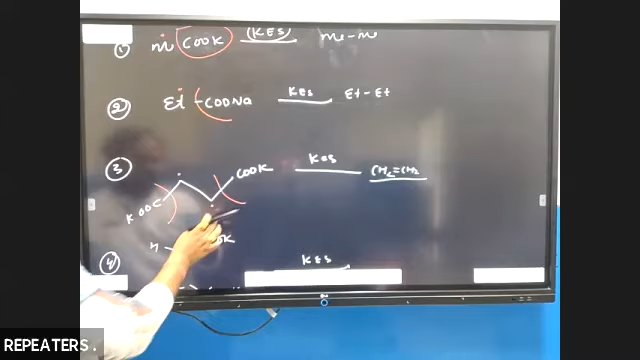 ① Me COOK (KES) Me-Me
② Et -COONa KES Et-Et
③ KOOC COOK KES CH2=CH2
④ KES
REPEATERS.